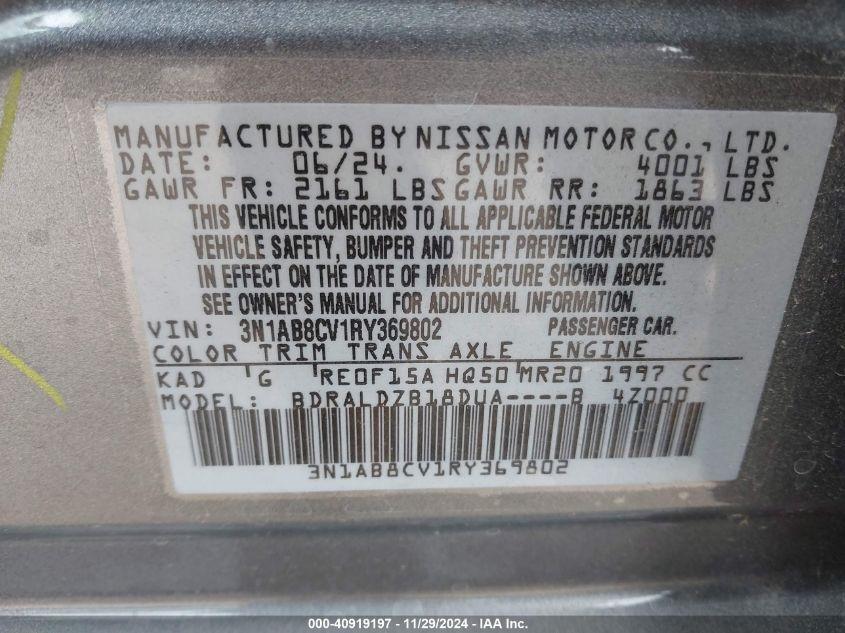 MANUFACTURED BY NISSAN MOTOR CO., LTD.
DATE: 06/24. GVWR: 4001 LBS
GAWR FR: 2161 LBS GAWR RR: 1863 LBS
THIS VEHICLE CONFORMS TO ALL APPLICABLE FEDERAL MOTOR
VEHICLE SAFETY, BUMPER AND THEFT PREVENTION STANDARDS
IN EFFECT ON THE DATE OF MANUFACTURE SHOWN ABOVE.
SEE OWNER'S MANUAL FOR ADDITIONAL INFORMATION.
VIN: 3N1AB8CV1RY369802 PASSENGER CAR.
COLOR TRIM TRANS AXLE ENGINE
KAD G RE0F15A HQ50 MR20 1997 CC
MODEL: BDRALDZB18DUA----B 4Z000
3N1AB8CV1RY369802
000-40919197 - 11/29/2024 - IAA Inc.